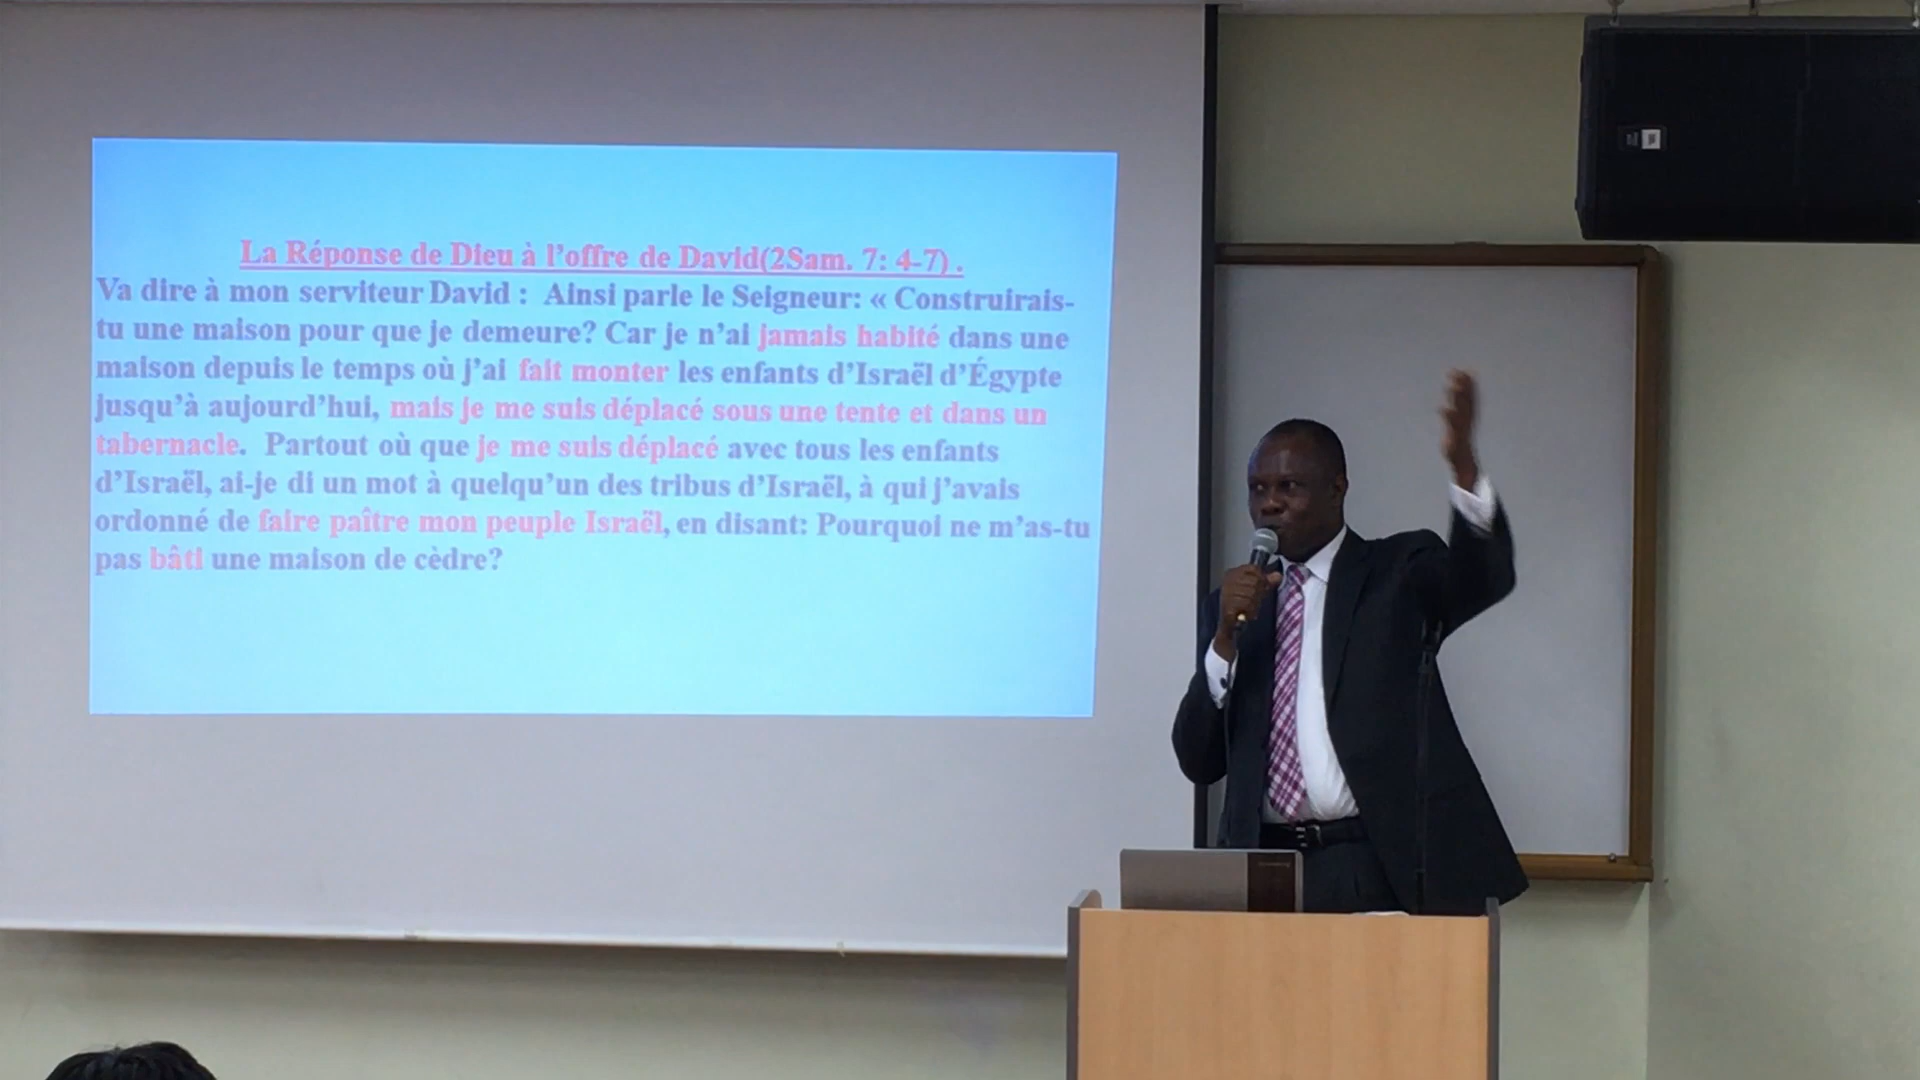 La Réponse de Dieu à l’offre de David(2Sam. 7: 4-7) .
Va dire à mon serviteur David :  Ainsi parle le Seigneur: « Construirais-
tu une maison pour que je demeure? Car je n’ai jamais habité dans une
maison depuis le temps où j’ai fait monter les enfants d’Israël d’Égypte
jusqu’à aujourd’hui, mais je me suis déplacé sous une tente et dans un
tabernacle.  Partout où que je me suis déplacé avec tous les enfants
d’Israël, ai-je di un mot à quelqu’un des tribus d’Israël, à qui j’avais
ordonné de faire paître mon peuple Israël, en disant: Pourquoi ne m’as-tu
pas bâti une maison de cèdre?